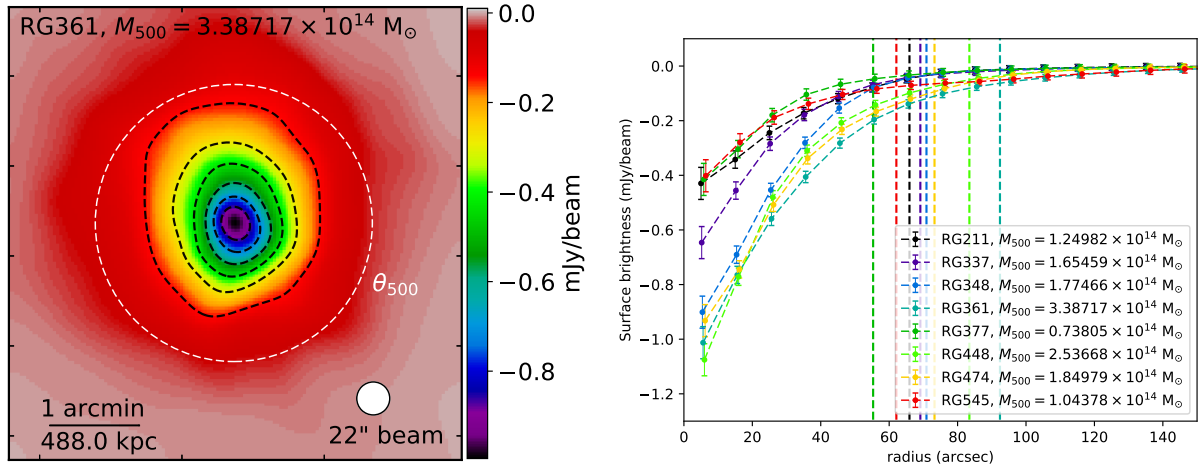 RG361, M500 = 3.38717 × 10^14 M⊙
θ500
1 arcmin
488.0 kpc
22" beam
0.0
−0.2
−0.4
−0.6
−0.8
mJy/beam
Surface brightness (mJy/beam)
0.0
−0.2
−0.4
−0.6
−0.8
−1.0
−1.2
RG211, M500 = 1.24982 × 10^14 M⊙
RG337, M500 = 1.65459 × 10^14 M⊙
RG348, M500 = 1.77466 × 10^14 M⊙
RG361, M500 = 3.38717 × 10^14 M⊙
RG377, M500 = 0.73805 × 10^14 M⊙
RG448, M500 = 2.53668 × 10^14 M⊙
RG474, M500 = 1.84979 × 10^14 M⊙
RG545, M500 = 1.04378 × 10^14 M⊙
0 20 40 60 80 100 120 140
radius (arcsec)